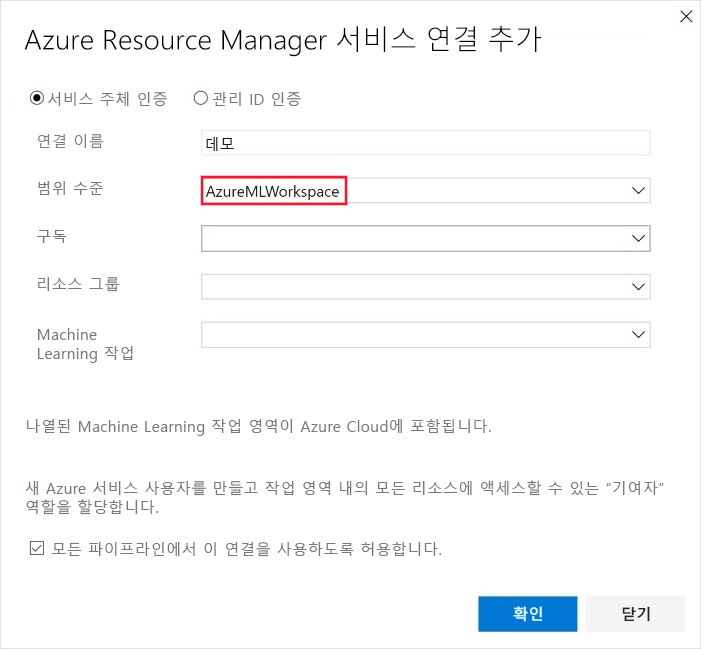 Azure Resource Manager 서비스 연결 추가
서비스 주체 인증 관리 ID 인증
연결 이름 데모
범위 수준 AzureMLWorkspace
구독
리소스 그룹
Machine
Learning 작업
나열된 Machine Learning 작업 영역이 Azure Cloud에 포함됩니다.
새 Azure 서비스 사용자를 만들고 작업 영역 내의 모든 리소스에 액세스할 수 있는 “기여자”
역할을 할당합니다.
모든 파이프라인에서 이 연결을 사용하도록 허용합니다.
확인 닫기